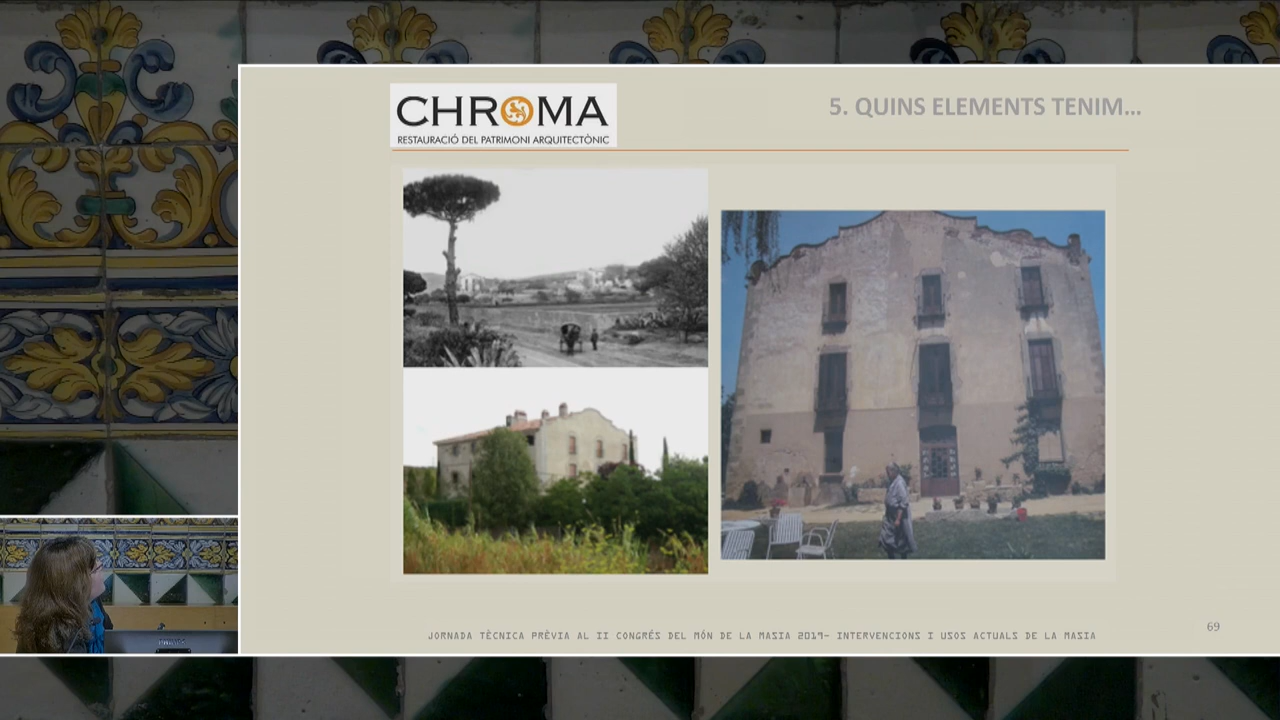 CHROMA
RESTAURACIÓ DEL PATRIMONI ARQUITECTÒNIC
5. QUINS ELEMENTS TENIM…
JORNADA TÈCNICA PRÈVIA AL II CONGRÉS DEL MÓN DE LA MASIA 2019- INTERVENCIONS I USOS ACTUALS DE LA MASIA
69